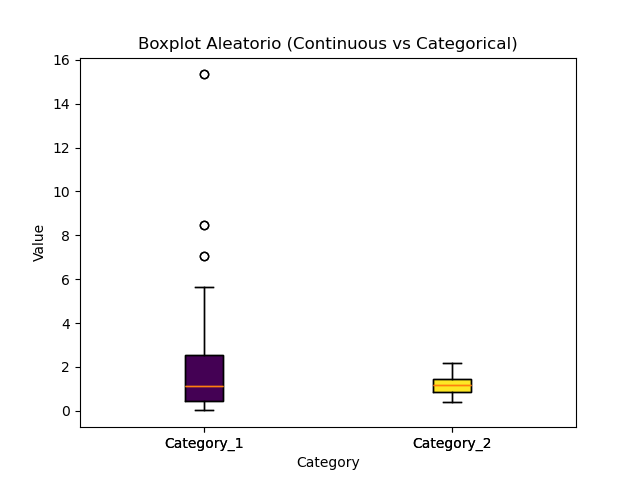 Boxplot Aleatorio (Continuous vs Categorical)
16
14
12
10
8
6
4
2
0
Value
Category_1
Category_2
Category